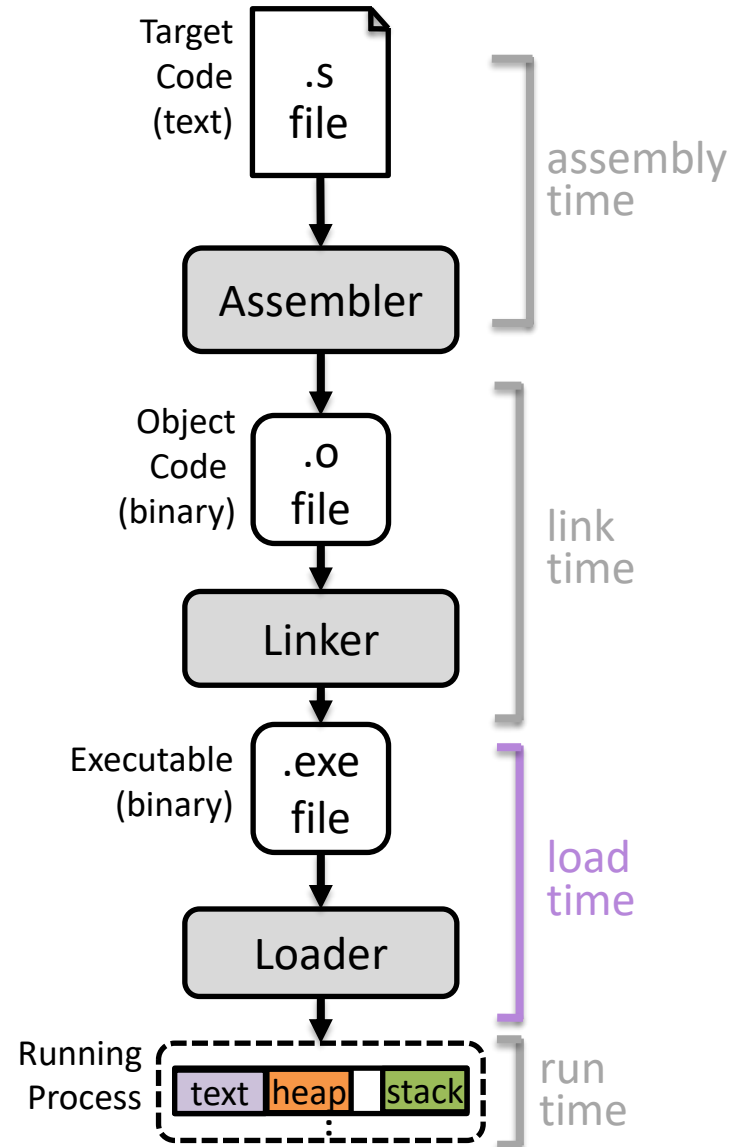 Target
Code
(text)
.s
file
assembly
time
Assembler
Object
Code
(binary)
.o
file
link
time
Linker
Executable
(binary)
.exe
file
load
time
Loader
Running
Process
text heap stack
⋮
run
time